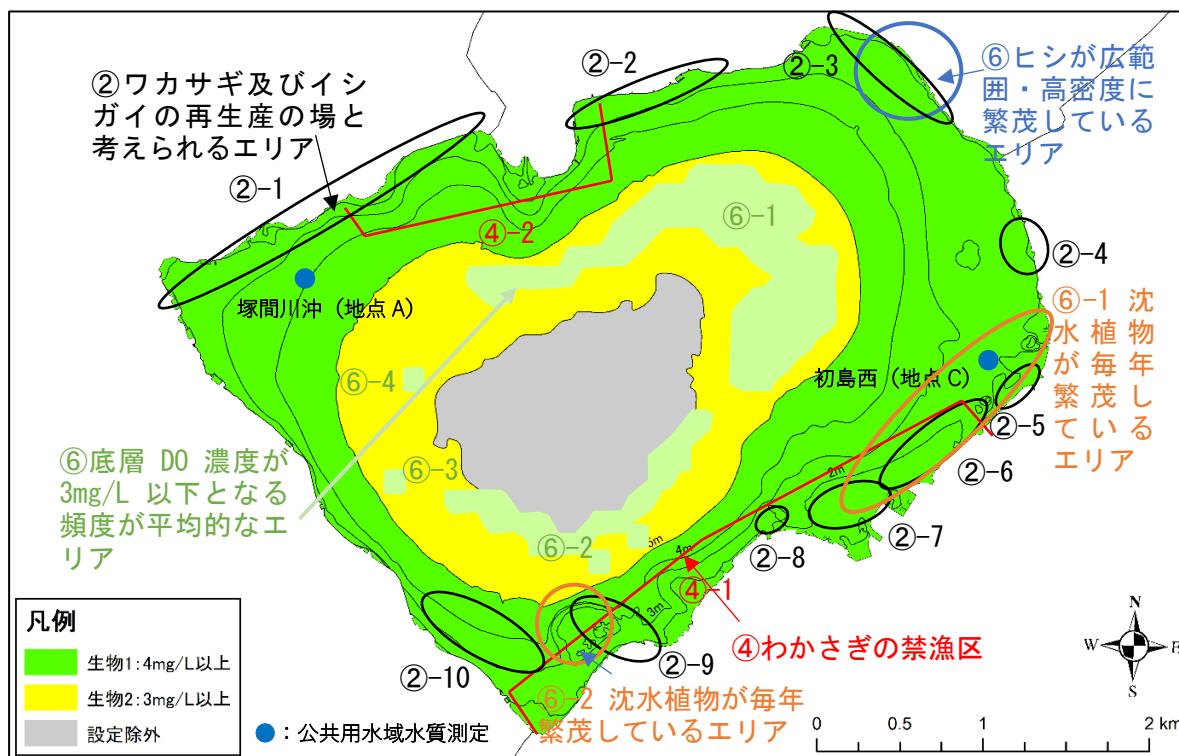 ②ワカサギ及びイシ
ガイの再生産の場と
考えられるエリア
②-1
②-2
②-3
⑥ヒシが広範
囲・高密度に
繁茂している
エリア
④-2
⑥-1
②-4
塚間川沖（地点A）
⑥-1 沈
水植物
が毎年
繁茂し
ている
エリア
初島西（地点C）
⑥-4
②-5
⑥底層 DO 濃度が
3mg/L 以下となる
頻度が平均的なエ
リア
⑥-3
②-6
2m
⑥-2
②-7
②-8
5m
4m
④-1
3m
④わかさぎの禁漁区
②-9
②-10
⑥-2 沈水植物が毎年
繁茂しているエリア
凡例
生物1:4mg/L以上
生物2:3mg/L以上
設定除外
：公共用水域水質測定
N
W
E
S
0 0.5 1 2 km